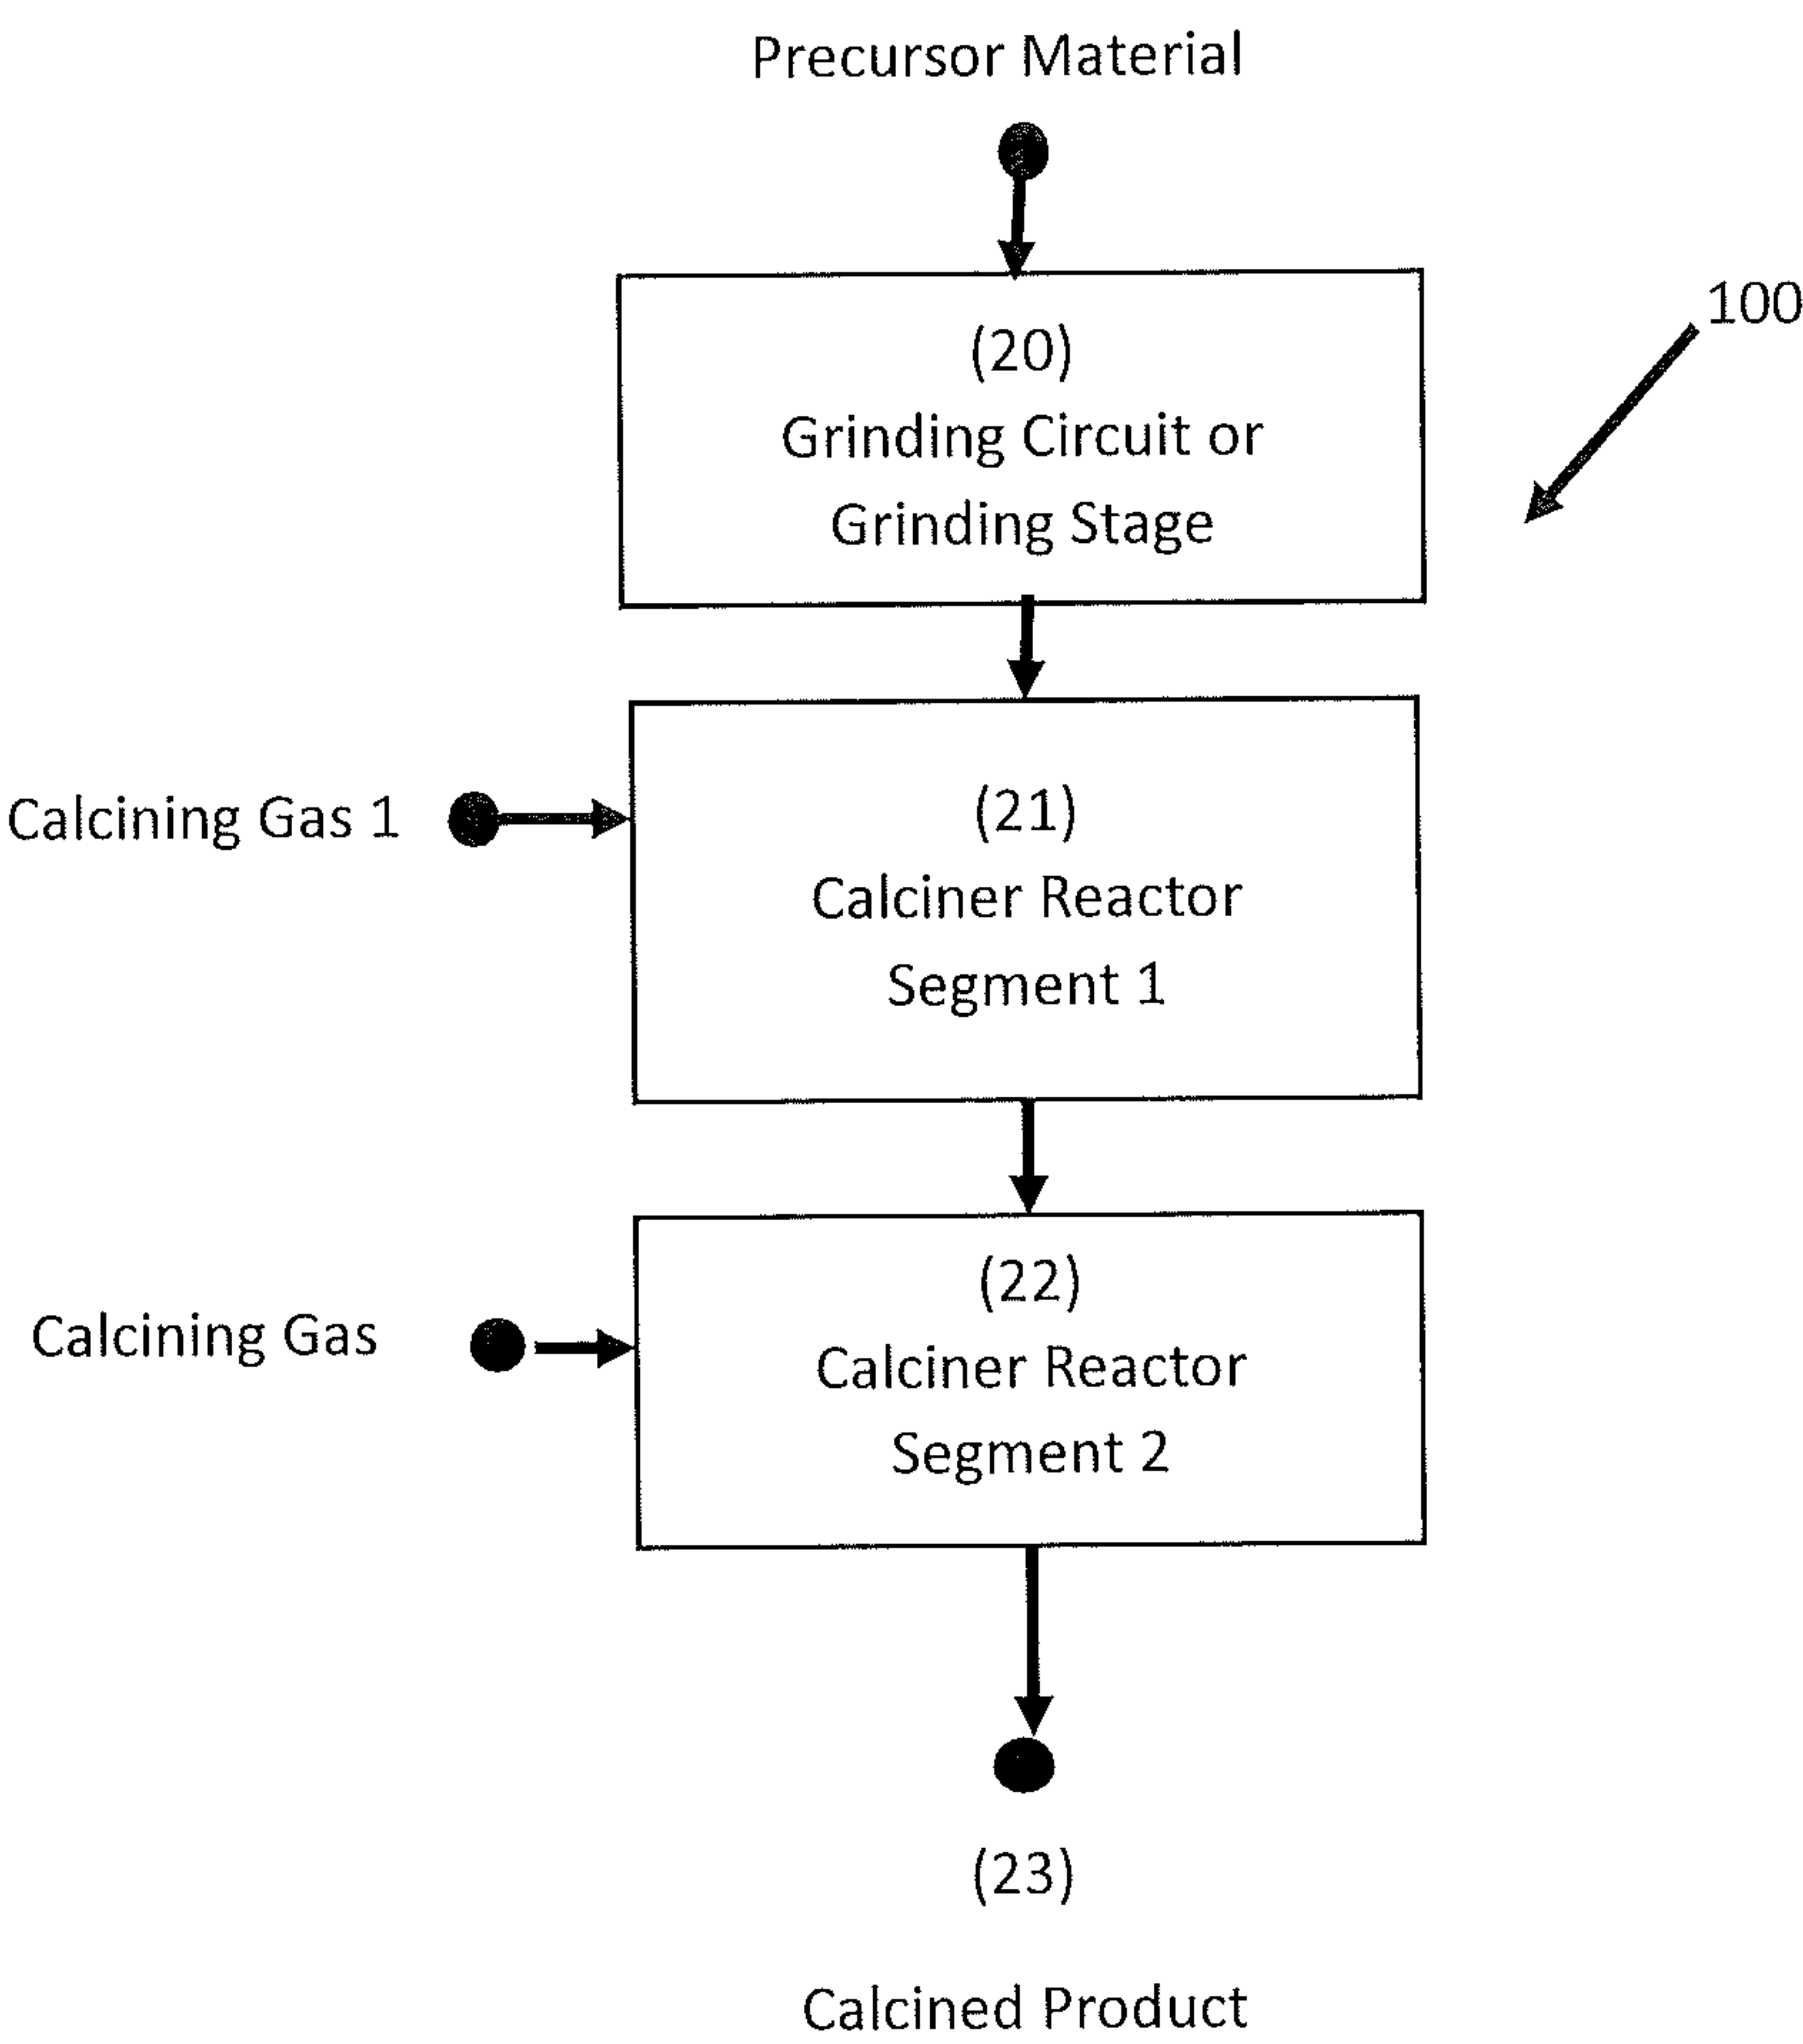 Precursor Material
100
(20)
Grinding Circuit or
Grinding Stage
Calcining Gas 1
(21)
Calciner Reactor
Segment 1
Calcining Gas
(22)
Calciner Reactor
Segment 2
(23)
Calcined Product